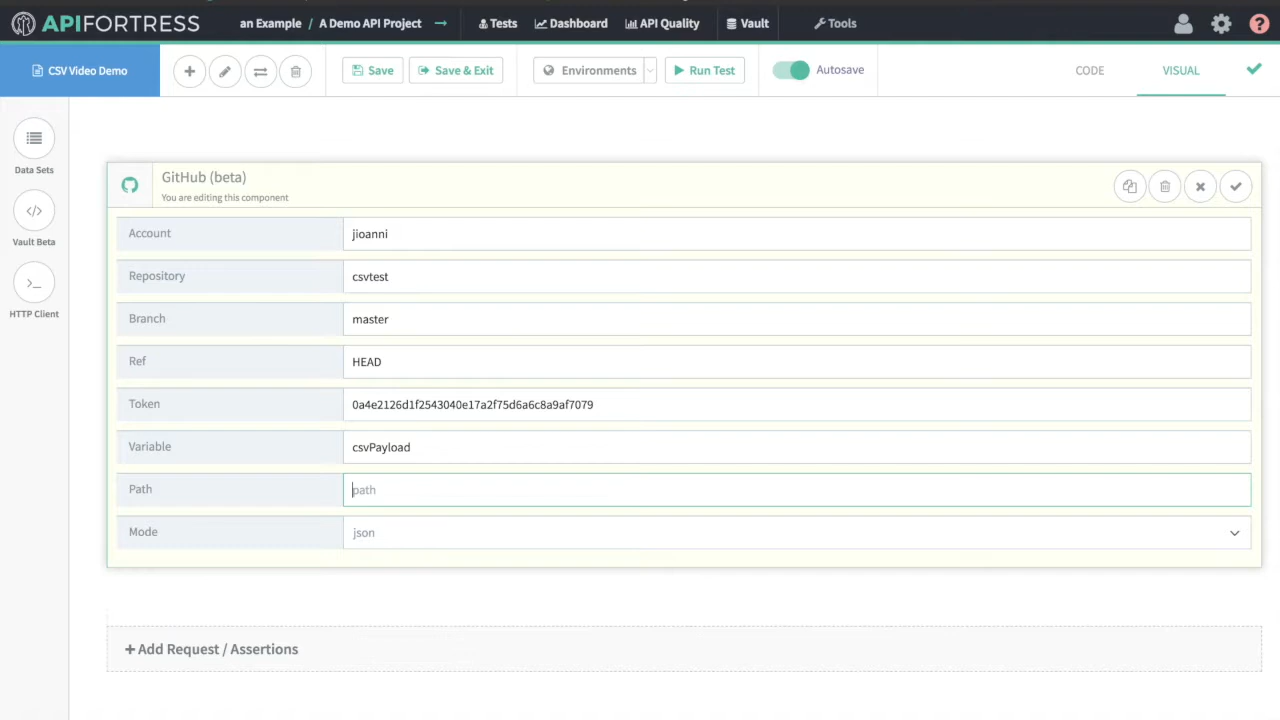 APIFORTRESS
an Example / A Demo API Project →
Tests
Dashboard
API Quality
Vault
Tools
?
CSV Video Demo
Save
Save & Exit
Environments
Run Test
Autosave
CODE
VISUAL
Data Sets
Vault Beta
HTTP Client
GitHub (beta)
You are editing this component
Account
jioanni
Repository
csvtest
Branch
master
Ref
HEAD
Token
0a4e2126d1f2543040e17a2f75d6a6c8a9af7079
Variable
csvPayload
Path
path
Mode
json
+ Add Request / Assertions